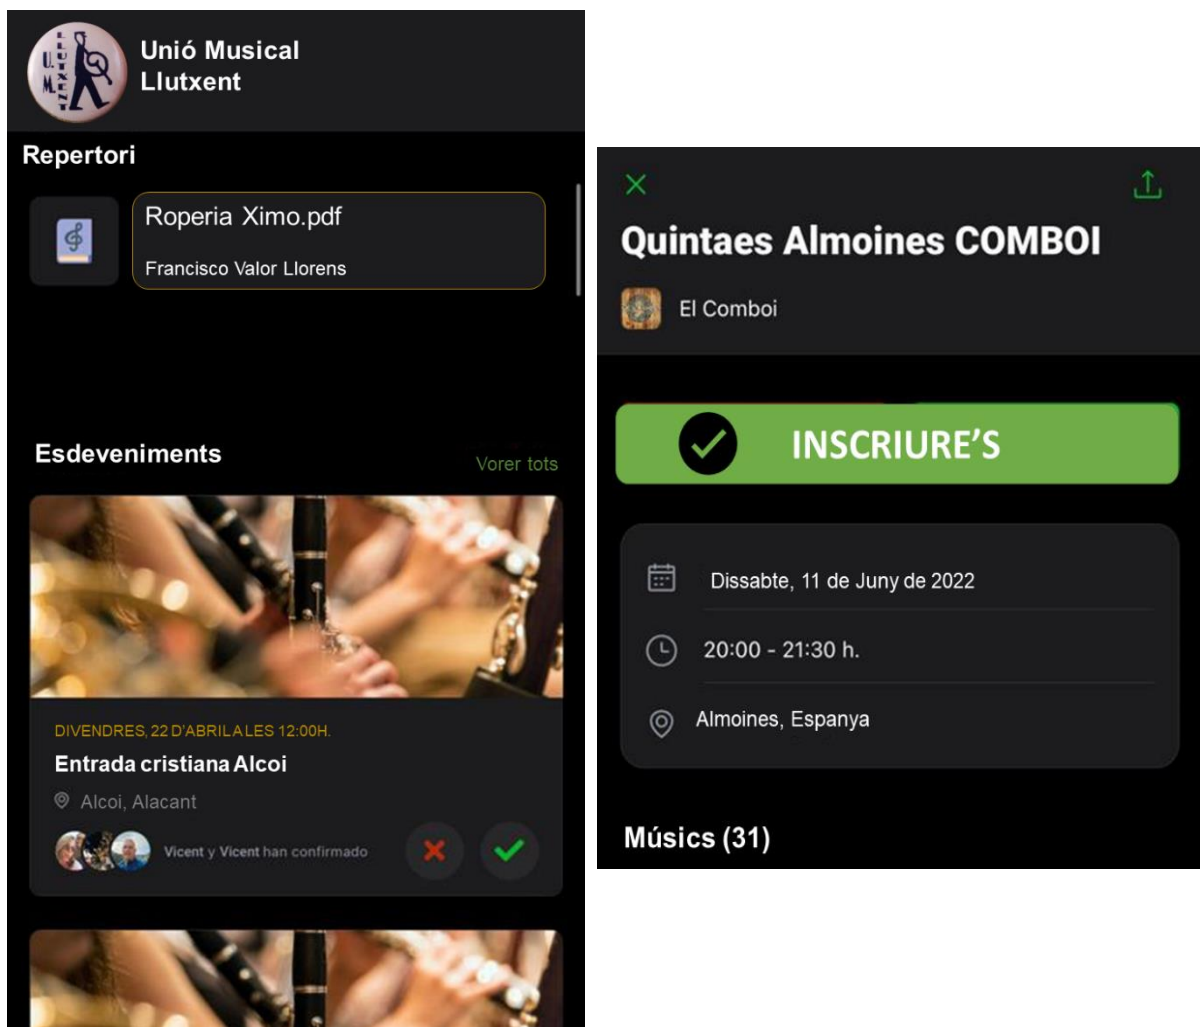 U.
M.
LLUTXENT
Unió Musical
Llutxent
Repertori
Roperia Ximo.pdf
Francisco Valor Llorens
Esdeveniments
Vorer tots
DIVENDRES, 22 D'ABRIL A LES 12:00H.
Entrada cristiana Alcoi
Alcoi, Alacant
Vicent y Vicent han confirmado
Quintaes Almoines COMBOI
El Comboi
INSCRIURE'S
Dissabte, 11 de Juny de 2022
20:00 - 21:30 h.
Almoines, Espanya
Músics (31)